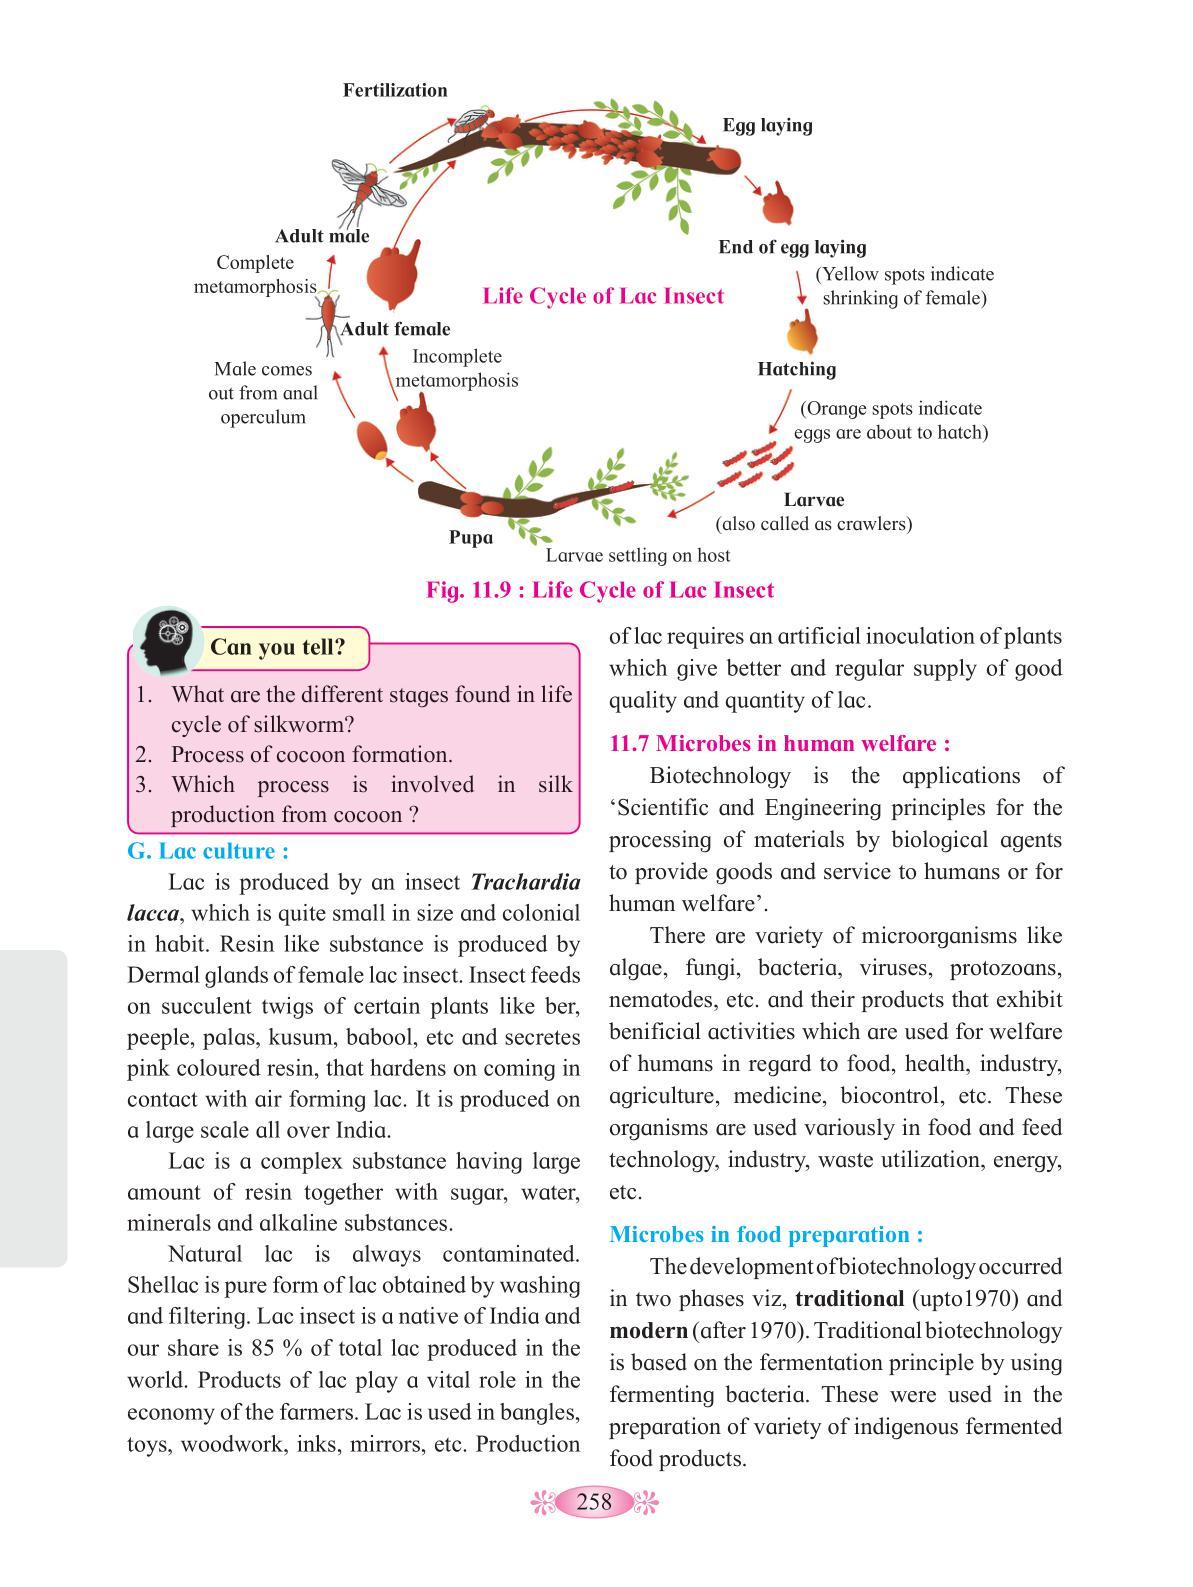 Fertilization
Egg laying
Adult male
End of egg laying
Complete
metamorphosis
(Yellow spots indicate
shrinking of female)
Life Cycle of Lac Insect
Adult female
Incomplete
metamorphosis
Hatching
Male comes
out from anal
operculum
(Orange spots indicate
eggs are about to hatch)
Larvae
(also called as crawlers)
Pupa
Larvae settling on host
Fig. 11.9 : Life Cycle of Lac Insect
Can you tell?
1. What are the different stages found in life
cycle of silkworm?
2. Process of cocoon formation.
3. Which process is involved in silk
production from cocoon ?
G. Lac culture :
Lac is produced by an insect Trachardia
lacca, which is quite small in size and colonial
in habit. Resin like substance is produced by
Dermal glands of female lac insect. Insect feeds
on succulent twigs of certain plants like ber,
peeple, palas, kusum, babool, etc and secretes
pink coloured resin, that hardens on coming in
contact with air forming lac. It is produced on
a large scale all over India.
Lac is a complex substance having large
amount of resin together with sugar, water,
minerals and alkaline substances.
Natural lac is always contaminated.
Shellac is pure form of lac obtained by washing
and filtering. Lac insect is a native of India and
our share is 85 % of total lac produced in the
world. Products of lac play a vital role in the
economy of the farmers. Lac is used in bangles,
toys, woodwork, inks, mirrors, etc. Production
of lac requires an artificial inoculation of plants
which give better and regular supply of good
quality and quantity of lac.
11.7 Microbes in human welfare :
Biotechnology is the applications of
‘Scientific and Engineering principles for the
processing of materials by biological agents
to provide goods and service to humans or for
human welfare’.
There are variety of microorganisms like
algae, fungi, bacteria, viruses, protozoans,
nematodes, etc. and their products that exhibit
benificial activities which are used for welfare
of humans in regard to food, health, industry,
agriculture, medicine, biocontrol, etc. These
organisms are used variously in food and feed
technology, industry, waste utilization, energy,
etc.
Microbes in food preparation :
The development of biotechnology occurred
in two phases viz, traditional (upto1970) and
modern (after 1970). Traditional biotechnology
is based on the fermentation principle by using
fermenting bacteria. These were used in the
preparation of variety of indigenous fermented
food products.
258